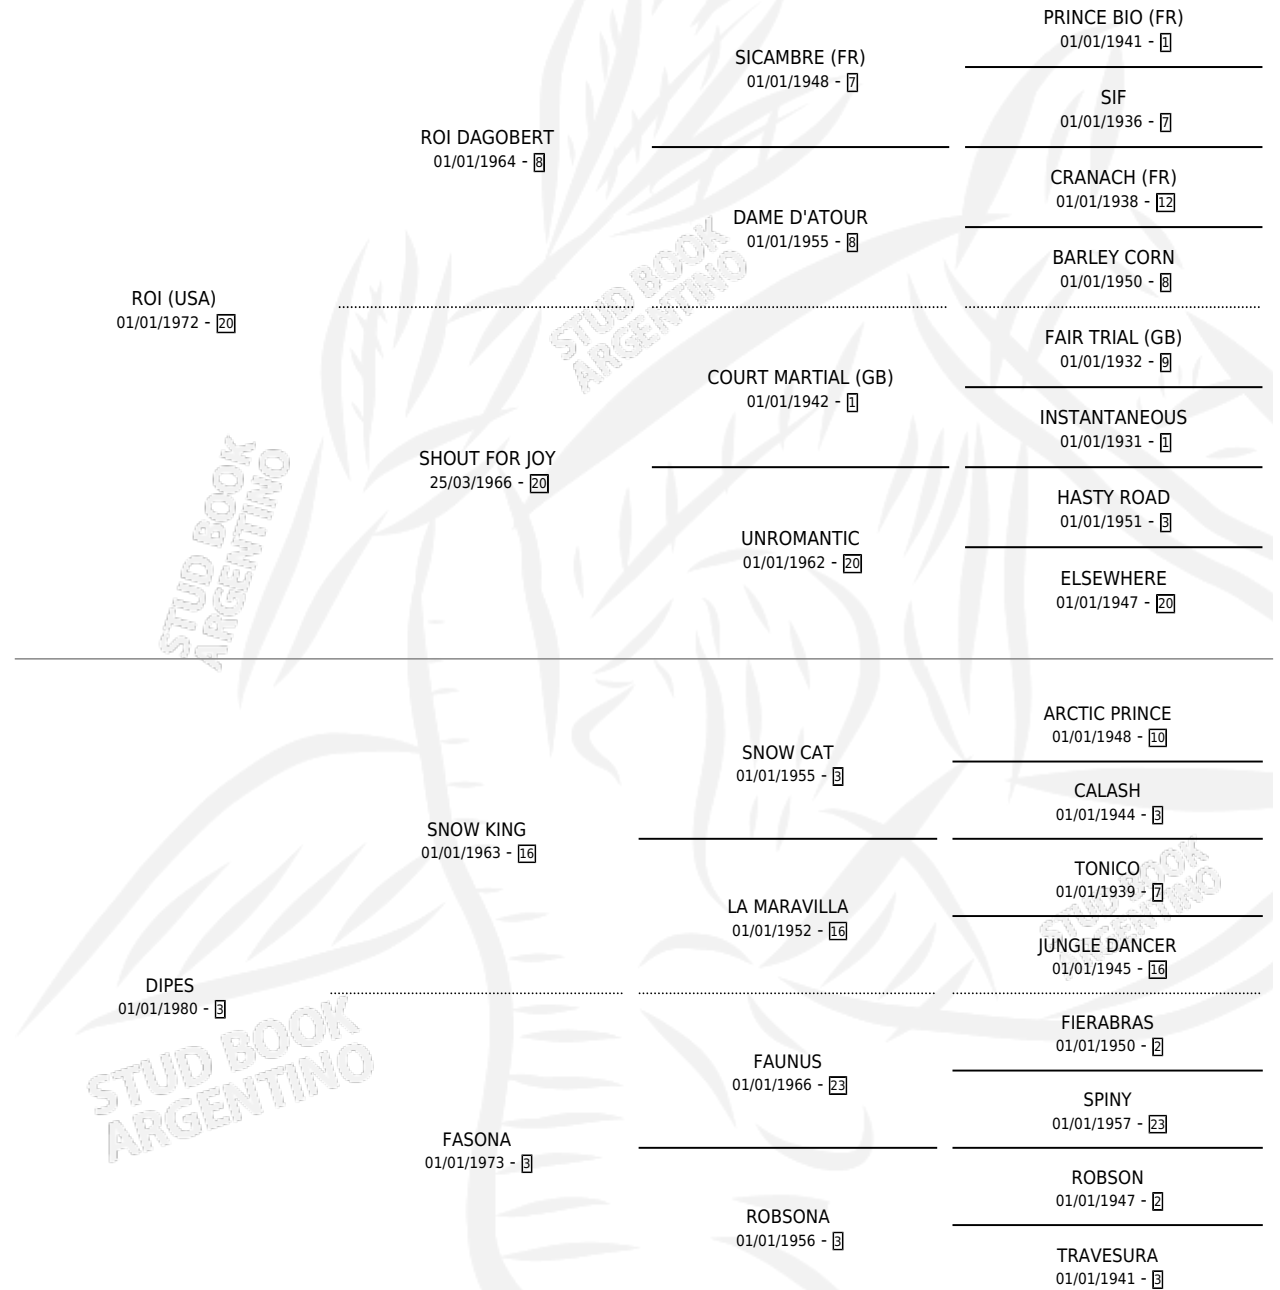 PRINCE BIO (FR)
01/01/1941 - 1
SICAMBRE (FR)
01/01/1948 - 7
SIF
01/01/1936 - 7
ROI DAGOBERT
01/01/1964 - 8
CRANACH (FR)
01/01/1938 - 12
DAME D'ATOUR
01/01/1955 - 8
BARLEY CORN
01/01/1950 - 8
ROI (USA)
01/01/1972 - 20
FAIR TRIAL (GB)
01/01/1932 - 9
COURT MARTIAL (GB)
01/01/1942 - 1
INSTANTANEOUS
01/01/1931 - 1
SHOUT FOR JOY
25/03/1966 - 20
HASTY ROAD
01/01/1951 - 3
UNROMANTIC
01/01/1962 - 20
ELSEWHERE
01/01/1947 - 20
ARCTIC PRINCE
01/01/1948 - 10
SNOW CAT
01/01/1955 - 3
CALASH
01/01/1944 - 3
SNOW KING
01/01/1963 - 16
TONICO
01/01/1939 - 7
LA MARAVILLA
01/01/1952 - 16
JUNGLE DANCER
01/01/1945 - 16
DIPES
01/01/1980 - 3
FIERABRAS
01/01/1950 - 2
FAUNUS
01/01/1966 - 23
SPINY
01/01/1957 - 23
FASONA
01/01/1973 - 3
ROBSON
01/01/1947 - 2
ROBSONA
01/01/1956 - 3
TRAVESURA
01/01/1941 - 3
STUD BOOK
ARGENTINO
STUD BOOK
ARGENTINO
STUD BOOK
ARGENTINO
STUD BOOK
ARGENTINO